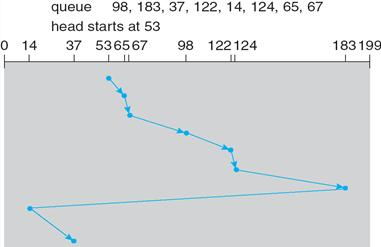 queue 98, 183, 37, 122, 14, 124, 65, 67
head starts at 53
0 14 37 53 65 67 98 122 124 183 199